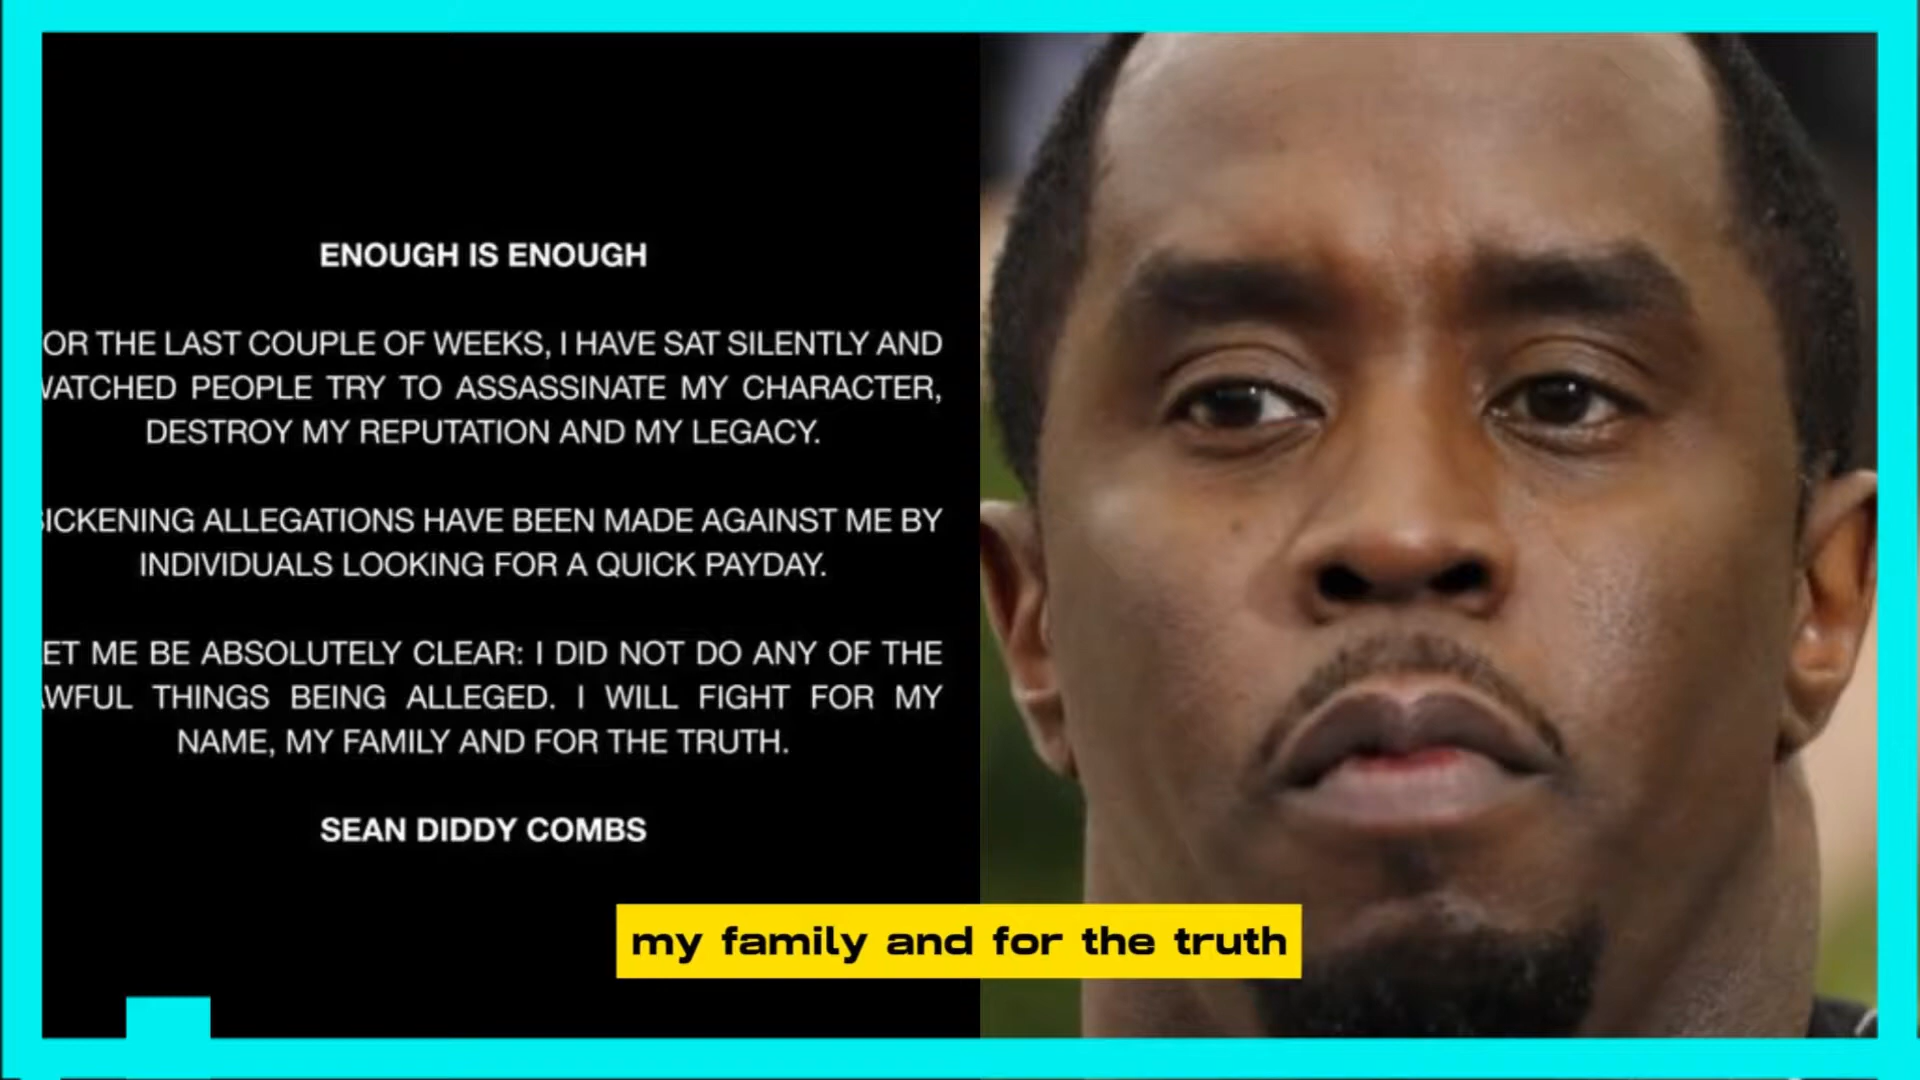 ENOUGH IS ENOUGH
OR THE LAST COUPLE OF WEEKS, I HAVE SAT SILENTLY AND
WATCHED PEOPLE TRY TO ASSASSINATE MY CHARACTER,
DESTROY MY REPUTATION AND MY LEGACY.
SICKENING ALLEGATIONS HAVE BEEN MADE AGAINST ME BY
INDIVIDUALS LOOKING FOR A QUICK PAYDAY.
ET ME BE ABSOLUTELY CLEAR: I DID NOT DO ANY OF THE
AWFUL THINGS BEING ALLEGED. I WILL FIGHT FOR MY
NAME, MY FAMILY AND FOR THE TRUTH.
SEAN DIDDY COMBS
my family and for the truth